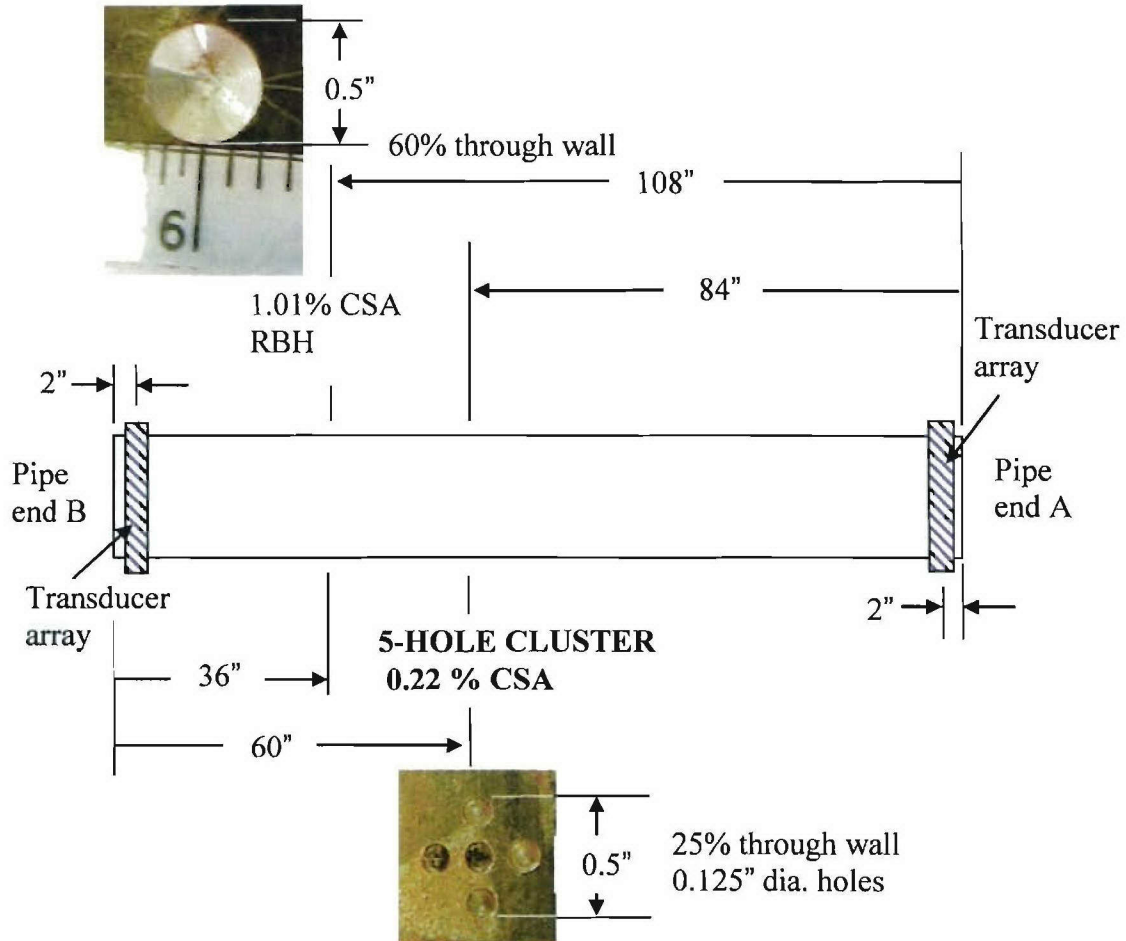 0.5”
60% through wall
6
108”
84”
1.01% CSA
RBH
Transducer
array
2”
Pipe
end B
Pipe
end A
Transducer
array
2”
5-HOLE CLUSTER
0.22 % CSA
36”
60”
0.5”
25% through wall
0.125” dia. holes